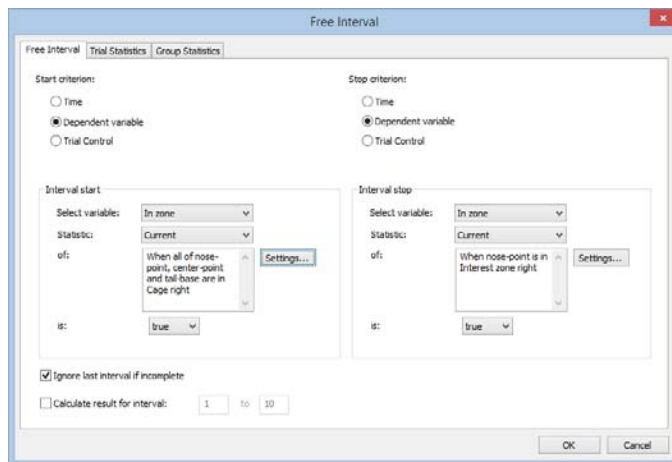 Free Interval
Free Interval Trial Statistics Group Statistics
Start criterion:
Time
Dependent variable
Trial Control
Stop criterion:
Time
Dependent variable
Trial Control
Interval start
Select variable: In zone
Statistic: Current
of: When all of nose-
point, center-point
and tail-base are in
Cage right
Settings...
is: true
Interval stop
Select variable: In zone
Statistic: Current
of: When nose-point is in
Interest zone right
Settings...
is: true
Ignore last interval if incomplete
Calculate result for interval: 1 to 10
OK Cancel